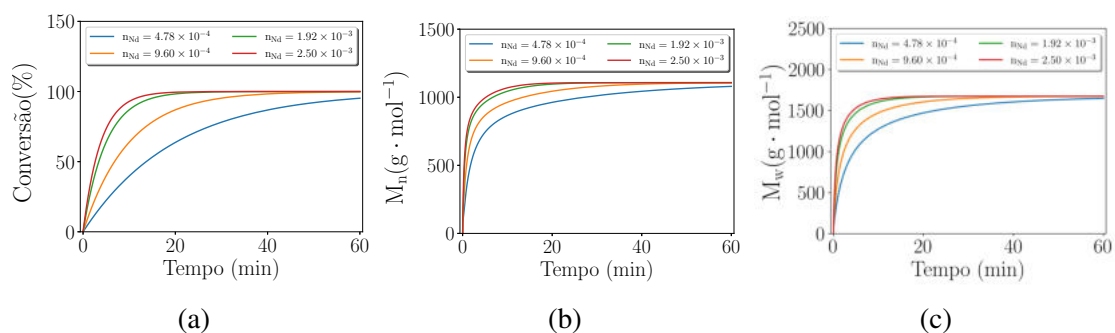 150
100
50
0
Conversão(%)
n_Nd = 4.78 × 10⁻⁴
n_Nd = 9.60 × 10⁻⁴
n_Nd = 1.92 × 10⁻³
n_Nd = 2.50 × 10⁻³
0 20 40 60
Tempo (min)
(a)
1500
1000
500
0
M_n(g · mol⁻¹)
n_Nd = 4.78 × 10⁻⁴
n_Nd = 9.60 × 10⁻⁴
n_Nd = 1.92 × 10⁻³
n_Nd = 2.50 × 10⁻³
0 20 40 60
Tempo (min)
(b)
2500
2000
1500
1000
500
0
M_w(g · mol⁻¹)
n_Nd = 4.78 × 10⁻⁴
n_Nd = 9.60 × 10⁻⁴
n_Nd = 1.92 × 10⁻³
n_Nd = 2.50 × 10⁻³
0 20 40 60
Tempo (min)
(c)